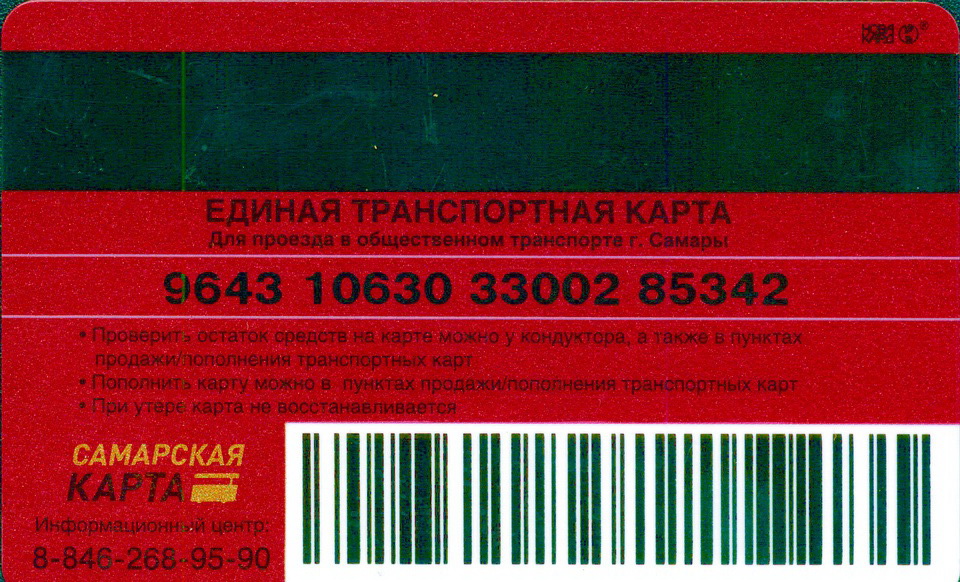 ЕДИНАЯ ТРАНСПОРТНАЯ КАРТА
Для проезда в общественном транспорте г. Самары
9643 10630 33002 85342
• Проверить остаток средств на карте можно у кондуктора, а также в пунктах
продажи/пополнения транспортных карт
• Пополнить карту можно в пунктах продажи/пополнения транспортных карт
• При утере карта не восстанавливается
САМАРСКАЯ
КАРТА
Информационный центр:
8-846-268-95-90